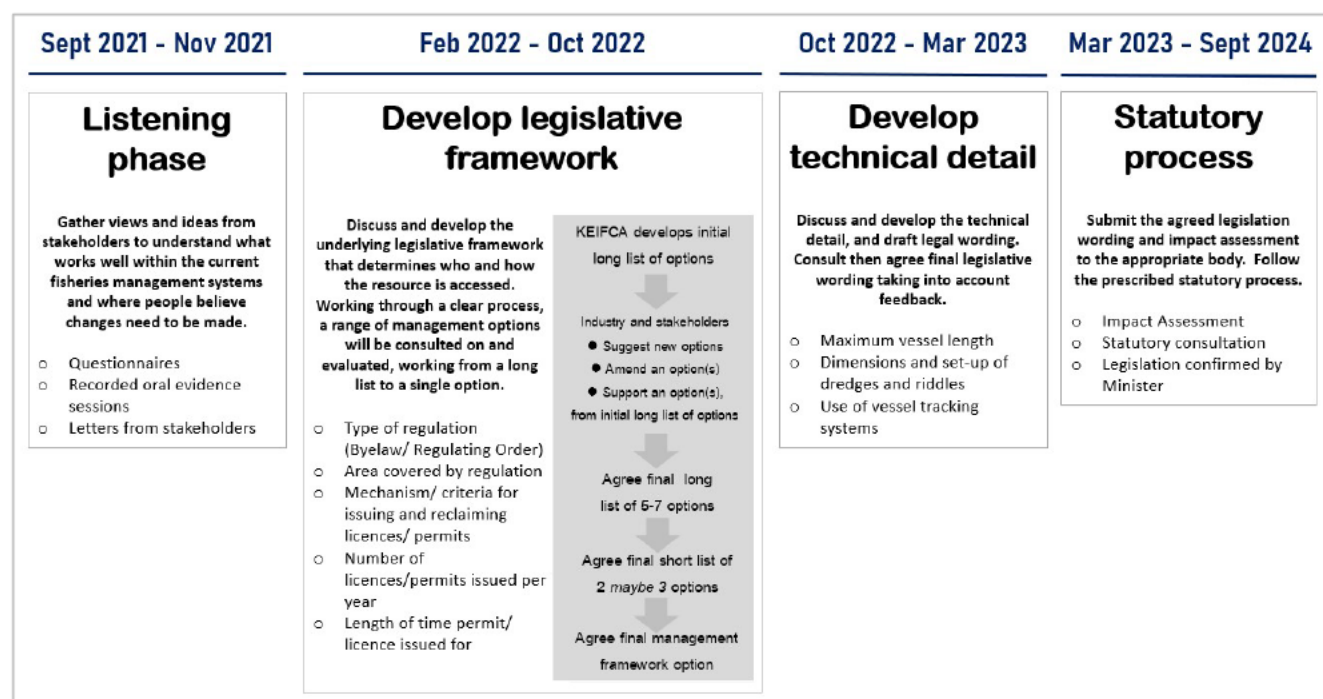 Sept 2021 - Nov 2021
Listening
phase
Gather views and ideas from
stakeholders to understand what
works well within the current
fisheries management systems
and where people believe
changes need to be made.
o Questionnaires
o Recorded oral evidence
sessions
o Letters from stakeholders
Feb 2022 - Oct 2022
Develop legislative
framework
Discuss and develop the
underlying legislative framework
that determines who and how
the resource is accessed.
Working through a clear process,
a range of management options
will be consulted on and
evaluated, working from a long
list to a single option.
o Type of regulation
(Byelaw/ Regulating Order)
o Area covered by regulation
o Mechanism/ criteria for
issuing and reclaiming
licences/ permits
o Number of
licences/permits issued per
year
o Length of time permit/
licence issued for
KEIFCA develops initial
long list of options
Industry and stakeholders
● Suggest new options
● Amend an option(s)
● Support an option(s),
from initial long list of options
Agree final long
list of 5-7 options
Agree final short list of
2 maybe 3 options
Agree final management
framework option
Oct 2022 - Mar 2023
Develop
technical detail
Discuss and develop the technical
detail, and draft legal wording.
Consult then agree final legislative
wording taking into account
feedback.
o Maximum vessel length
o Dimensions and set-up of
dredges and riddles
o Use of vessel tracking
systems
Mar 2023 - Sept 2024
Statutory
process
Submit the agreed legislation
wording and impact assessment
to the appropriate body. Follow
the prescribed statutory process.
o Impact Assessment
o Statutory consultation
o Legislation confirmed by
Minister